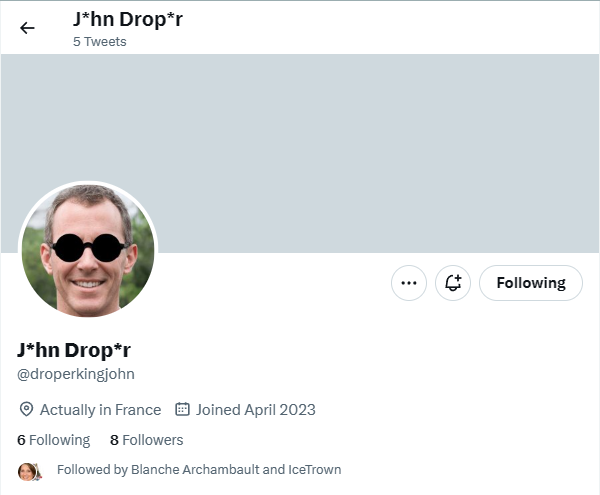 J*hn Drop*r
5 Tweets
Following
J*hn Drop*r
@droperkingjohn
Actually in France Joined April 2023
6 Following 8 Followers
Followed by Blanche Archambault and IceTrown